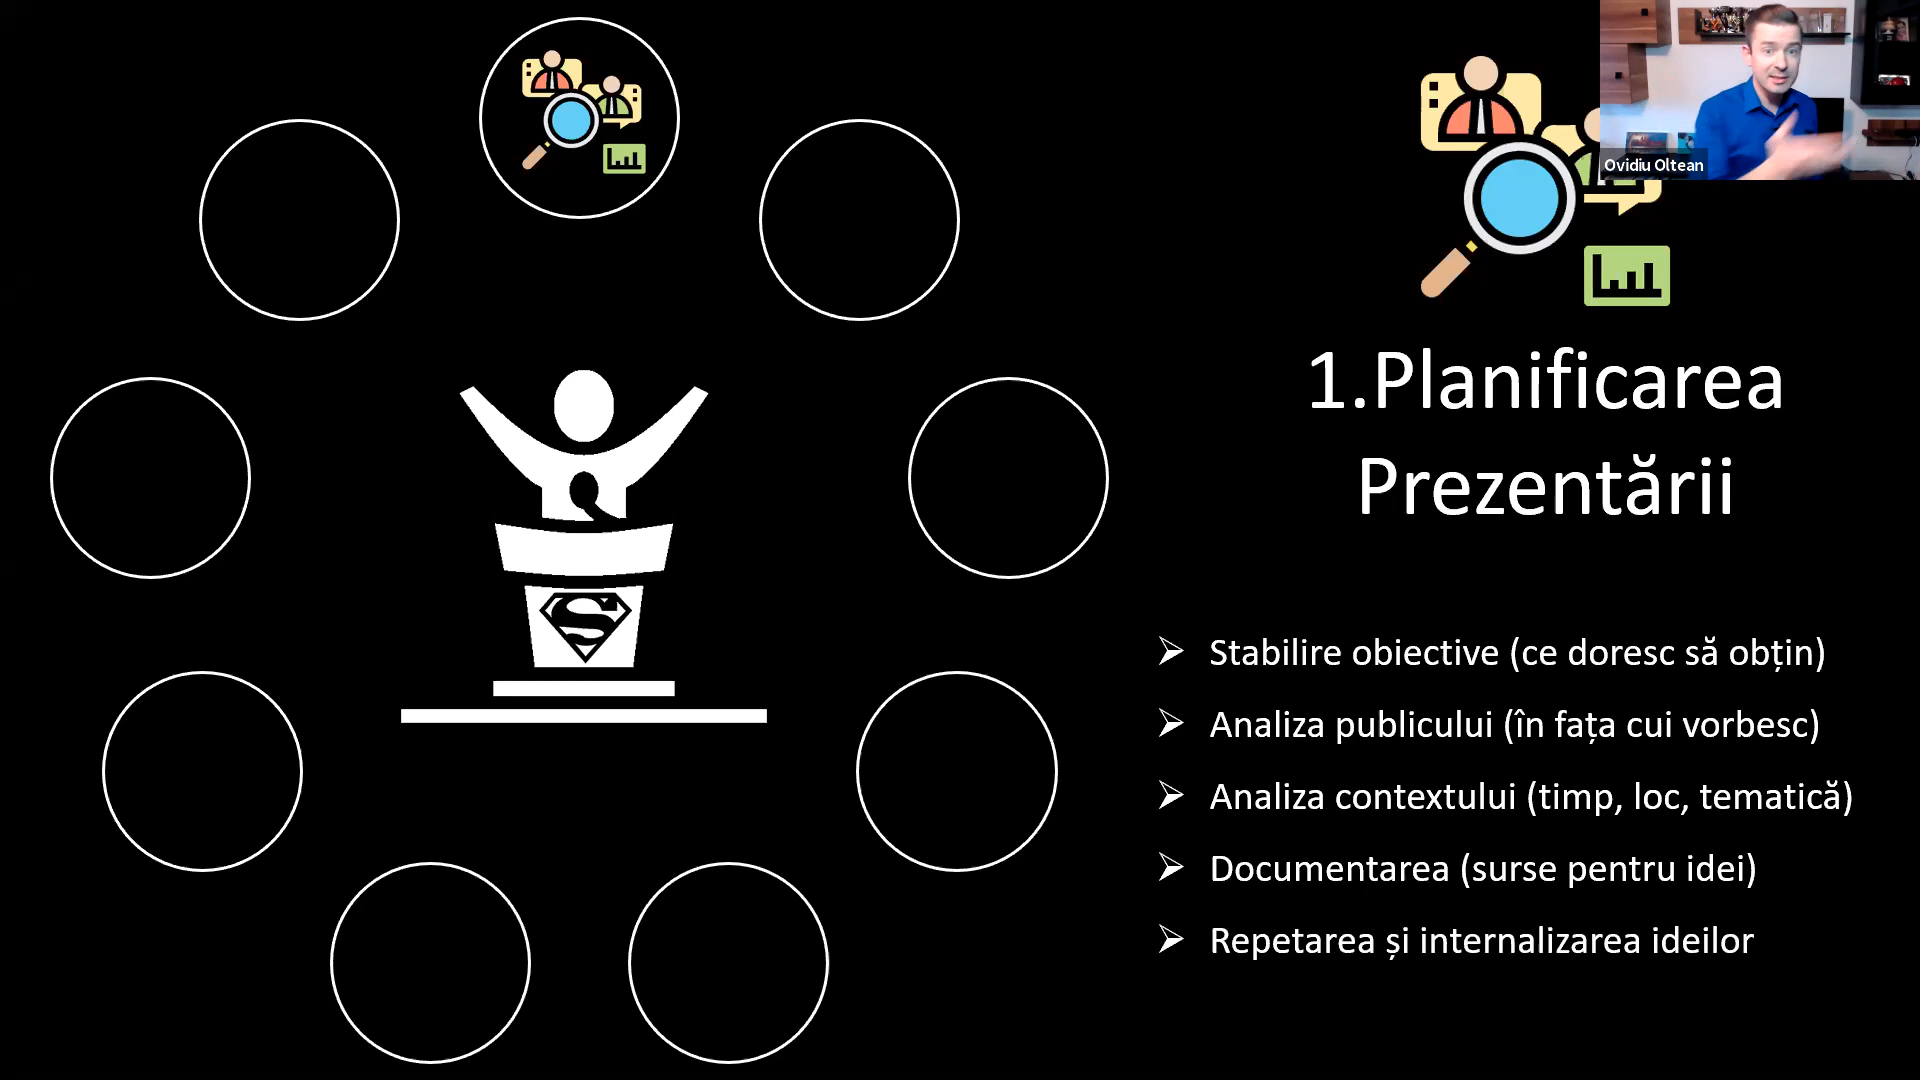 Ovidiu Oltean
1.Planificarea
Prezentării
S
➢ Stabilire obiective (ce doresc să obțin)
➢ Analiza publicului (în fața cui vorbesc)
➢ Analiza contextului (timp, loc, tematică)
➢ Documentarea (surse pentru idei)
➢ Repetarea și internalizarea ideilor